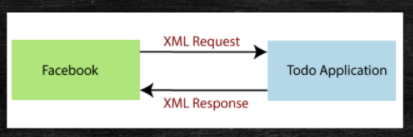 XML Request
Facebook
Todo Application
XML Response